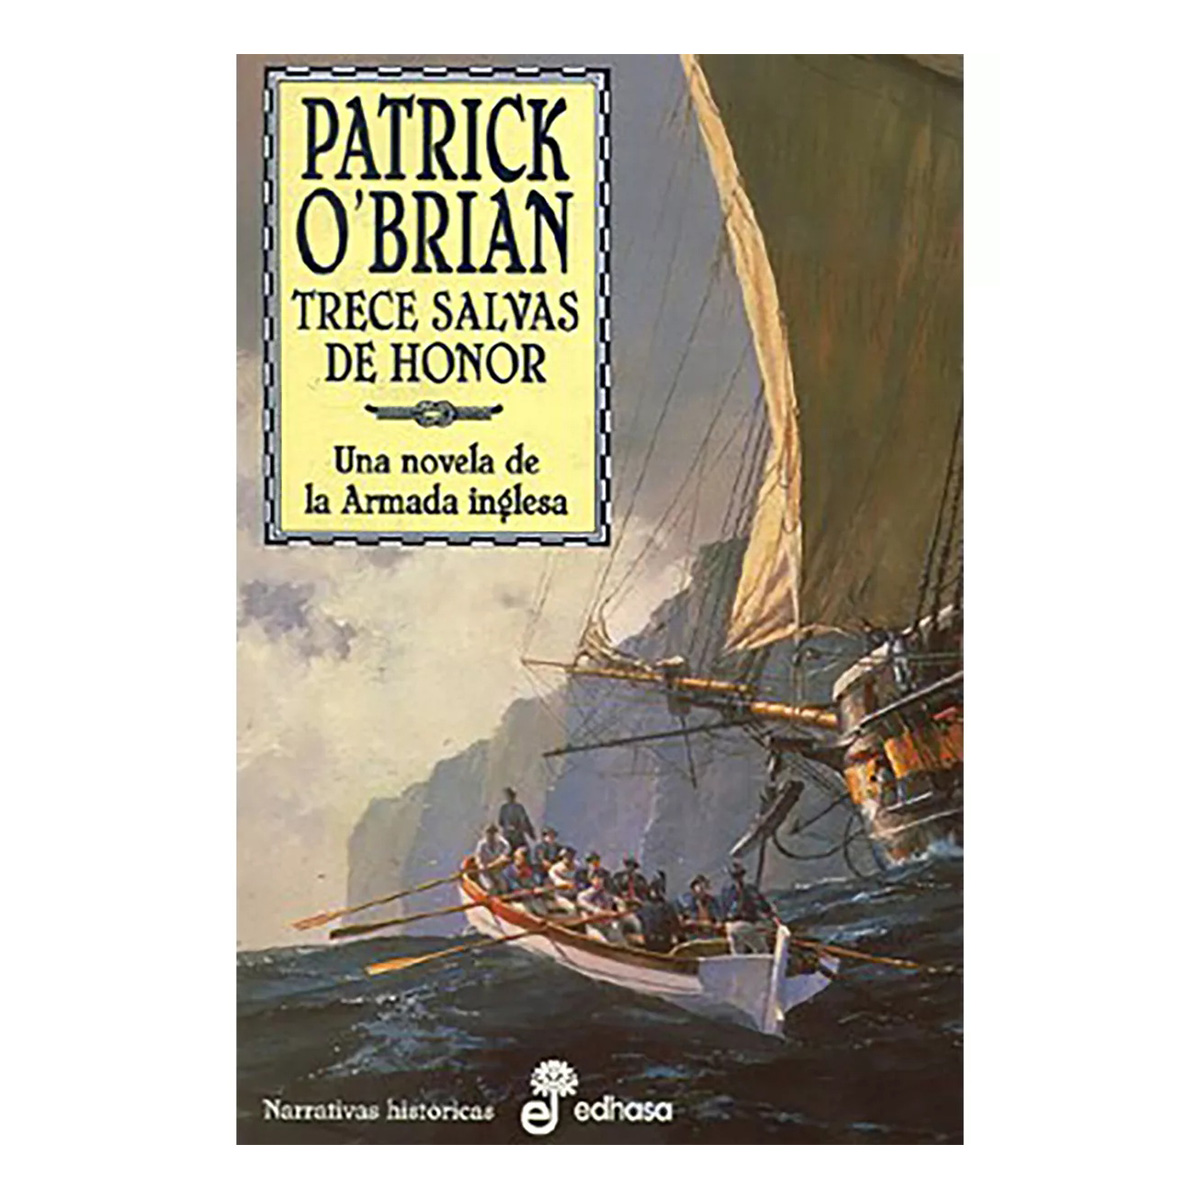 PATRICK
O'BRIAN
TRECE SALVAS
DE HONOR
Una novela de
la Armada inglesa
Narrativas históricas
edhasa